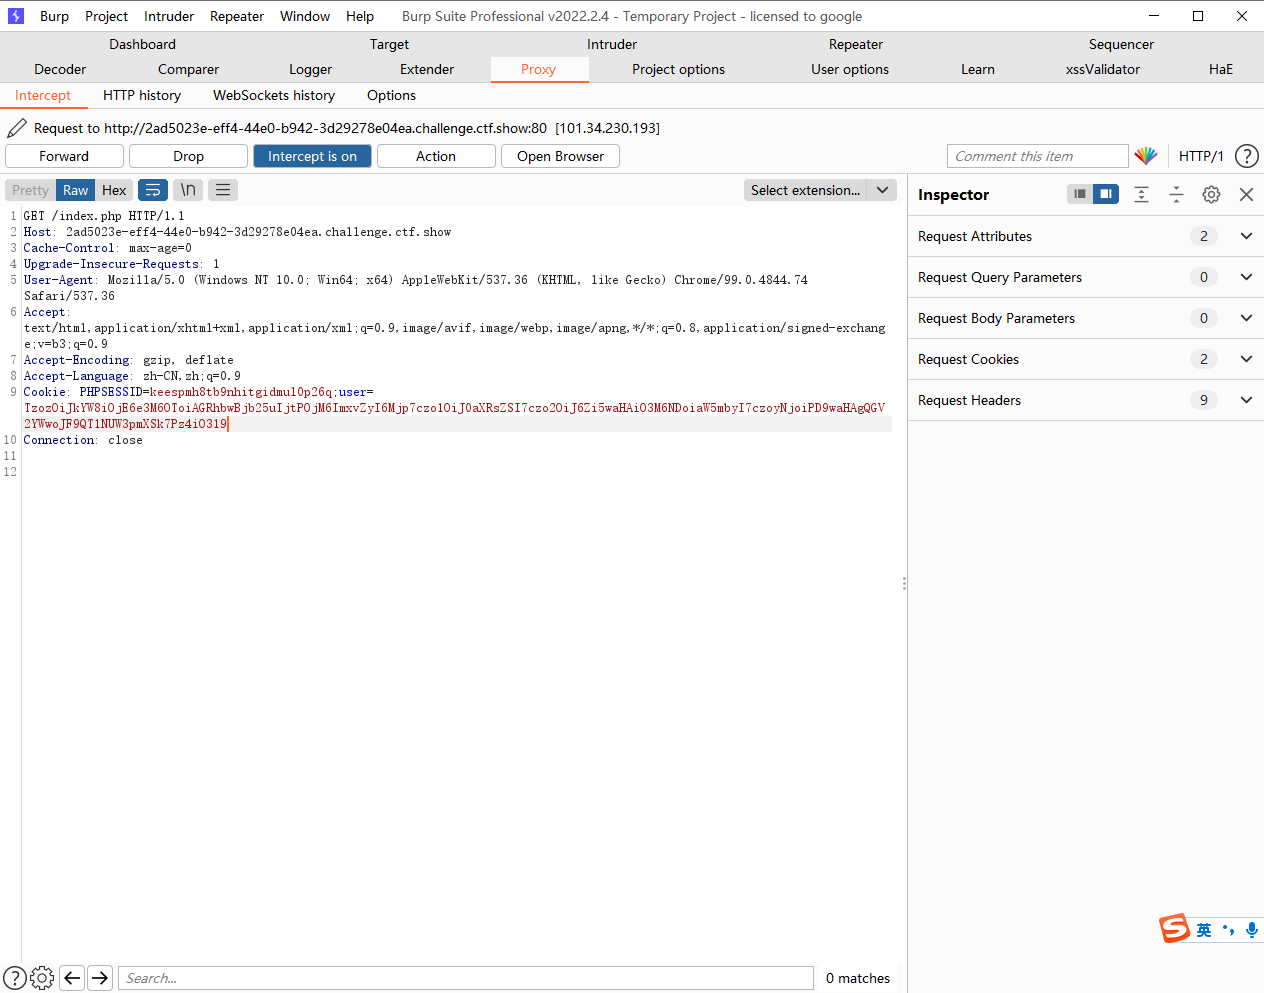 Burp Project Intruder Repeater Window Help Burp Suite Professional v2022.2.4 - Temporary Project - licensed to google
Dashboard Target Intruder Repeater Sequencer
Decoder Comparer Logger Extender Proxy Project options User options Learn xssValidator HaE
Intercept HTTP history WebSockets history Options
Request to http://2ad5023e-eff4-44e0-b942-3d29278e04ea.challenge.ctf.show:80 [101.34.230.193]
Forward Drop Intercept is on Action Open Browser Comment this item HTTP/1 ?
Pretty Raw Hex \n Select extension... Inspector
1 GET /index.php HTTP/1.1
2 Host: 2ad5023e-eff4-44e0-b942-3d29278e04ea.challenge.ctf.show
3 Cache-Control: max-age=0
4 Upgrade-Insecure-Requests: 1
5 User-Agent: Mozilla/5.0 (Windows NT 10.0; Win64; x64) AppleWebKit/537.36 (KHTML, like Gecko) Chrome/99.0.4844.74
Safari/537.36
6 Accept:
text/html,application/xhtml+xml,application/xml;q=0.9,image/avif,image/webp,image/apng,*/*;q=0.8,application/signed-exchang
e;v=b3;q=0.9
7 Accept-Encoding: gzip, deflate
8 Accept-Language: zh-CN,zh;q=0.9
9 Cookie: PHPSESSID=keespmh8tb9nhitgidmul0p26q;user=
TzozOiJkYW8iOjE6e3M6OToiAGRhbwBjb25uIjtPOjM6ImxvZyI6Mjp7czo1OiJ0aXRsZSI7czo2OiJ6Zi5waHAiO3M6NDoiaW5mbyI7czoyNjoiPD9waHAgQGV
2YWwoJF9QT1NUW3pmXSk7Pz4iO319
10 Connection: close
11
12
Request Attributes 2
Request Query Parameters 0
Request Body Parameters 0
Request Cookies 2
Request Headers 9
S 英
? Search... 0 matches